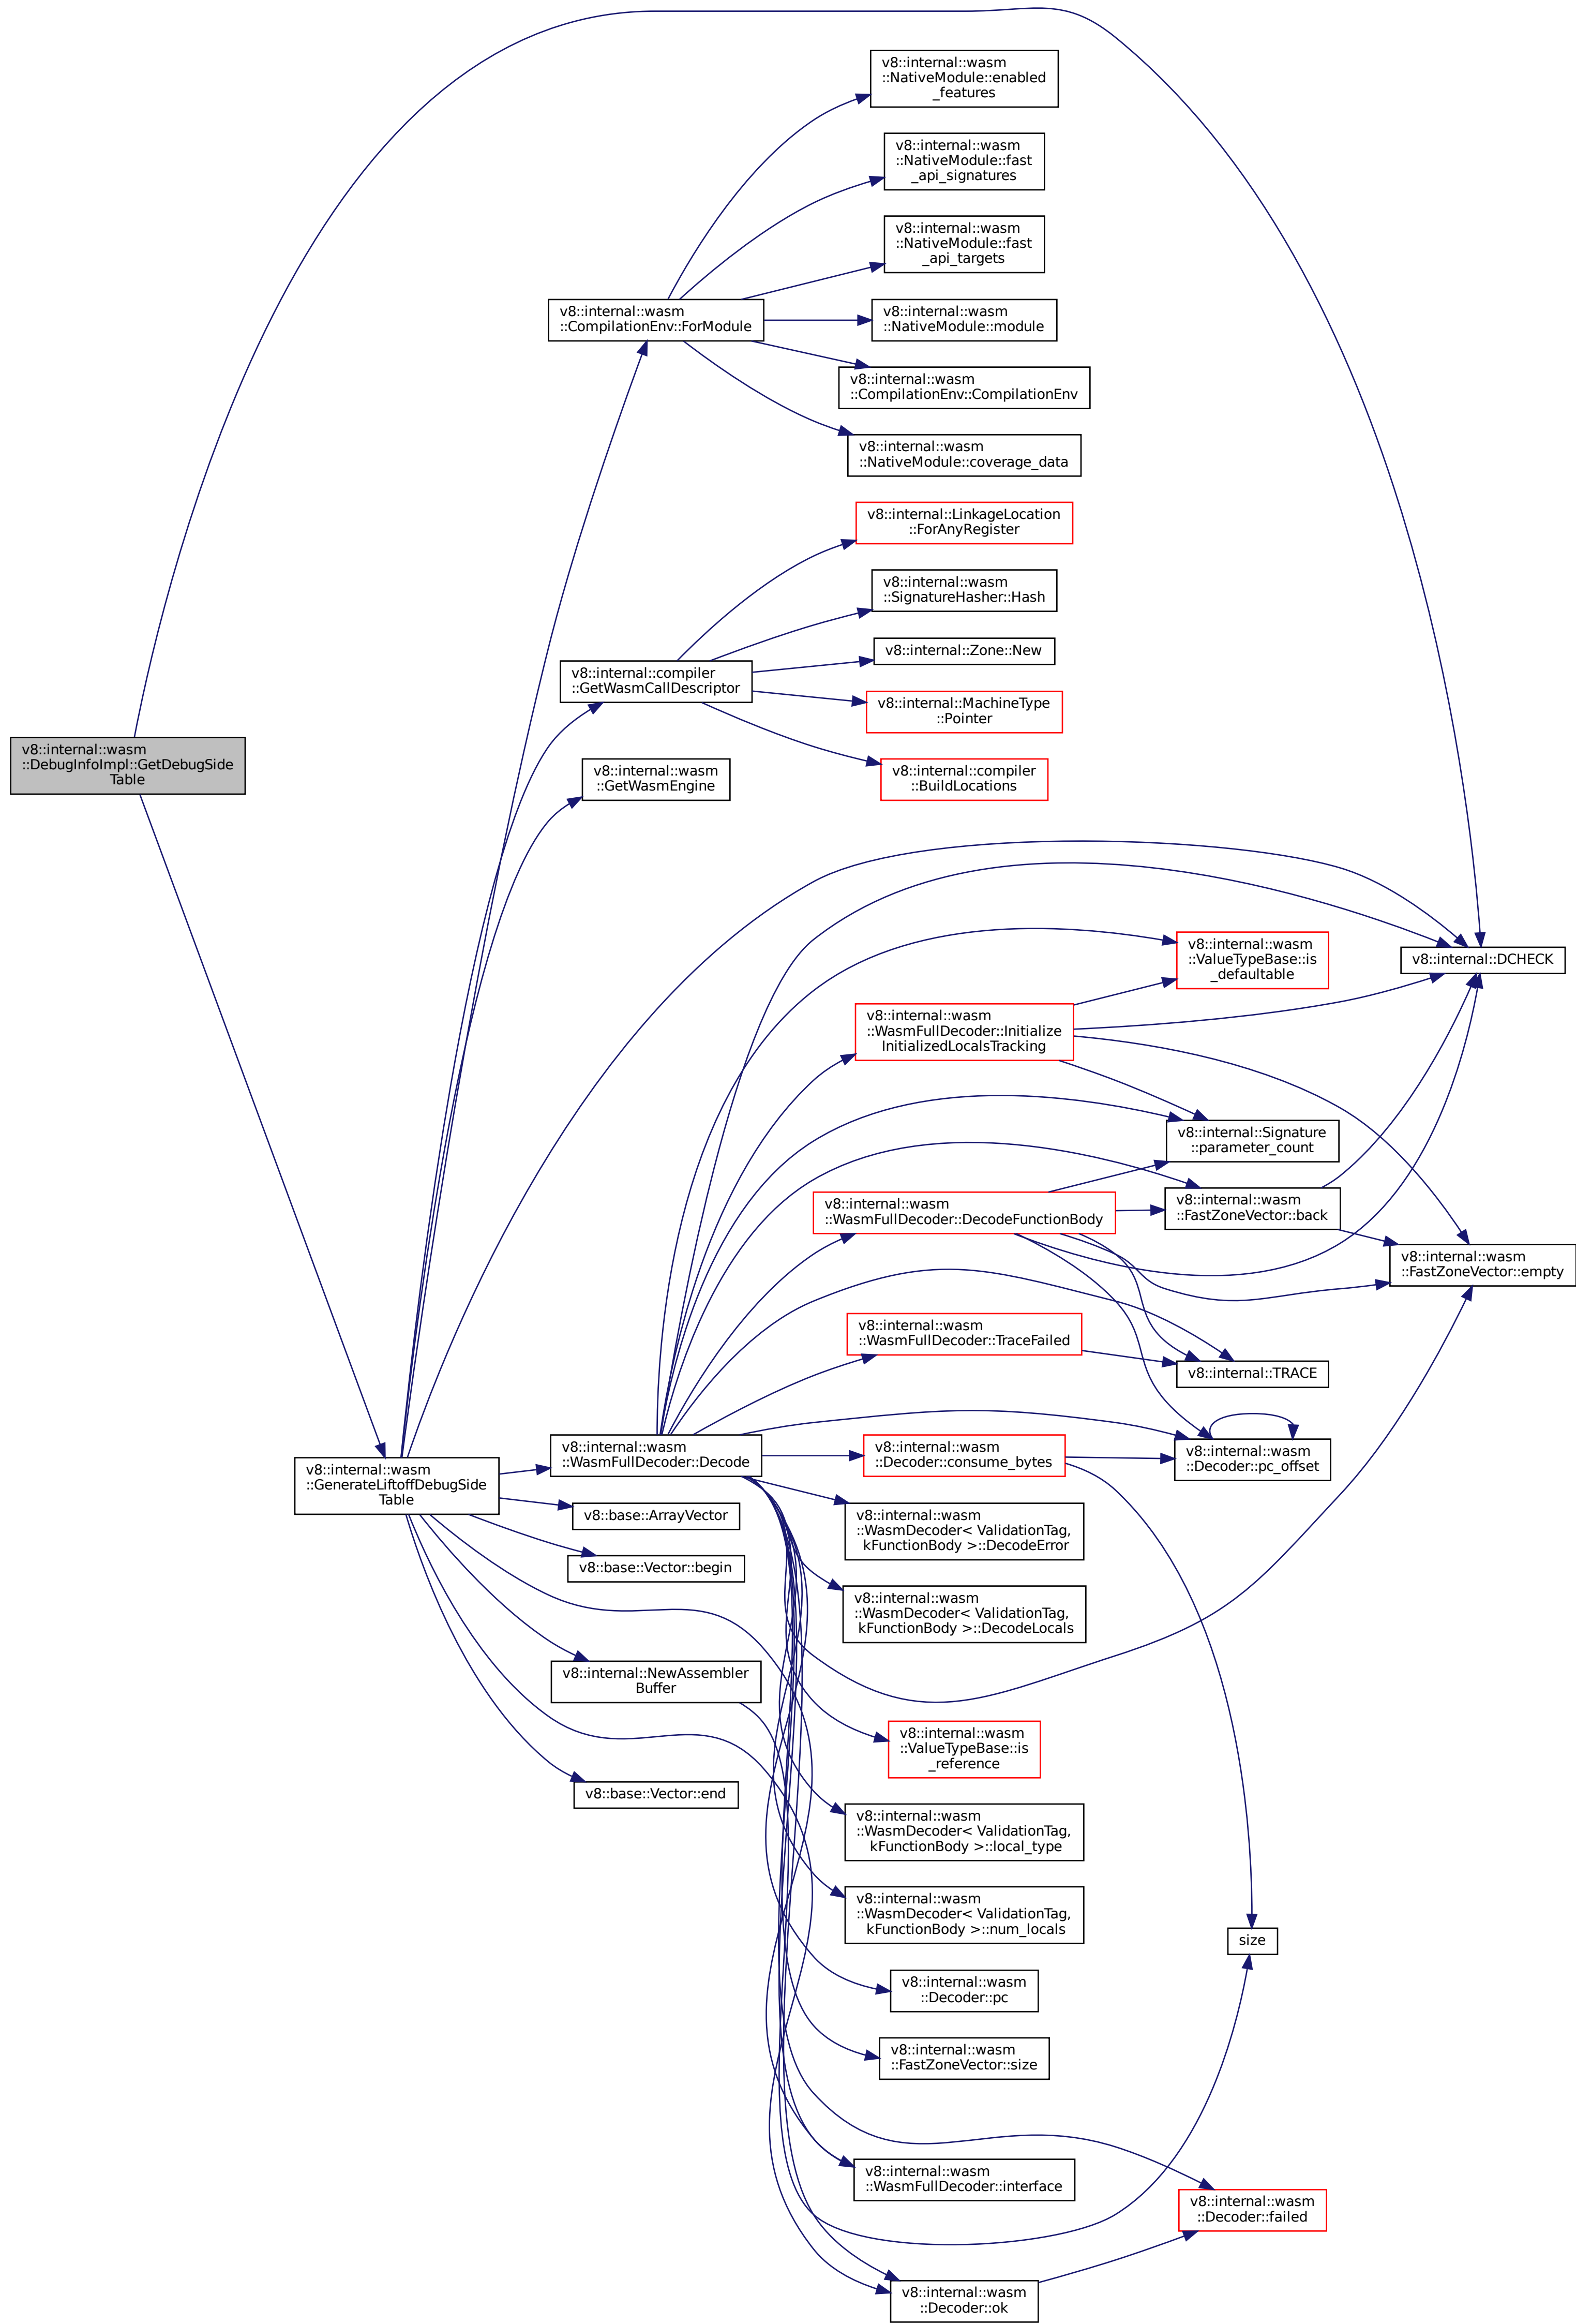 v8::internal::wasm
::NativeModule::enabled
_features
v8::internal::wasm
::NativeModule::fast
_api_signatures
v8::internal::wasm
::NativeModule::fast
_api_targets
v8::internal::wasm
::CompilationEnv::ForModule
v8::internal::wasm
::NativeModule::module
v8::internal::wasm
::CompilationEnv::CompilationEnv
v8::internal::wasm
::NativeModule::coverage_data
v8::internal::LinkageLocation
::ForAnyRegister
v8::internal::wasm
::SignatureHasher::Hash
v8::internal::Zone::New
v8::internal::compiler
::GetWasmCallDescriptor
v8::internal::MachineType
::Pointer
v8::internal::wasm
::DebugInfoImpl::GetDebugSide
Table
v8::internal::wasm
::GetWasmEngine
v8::internal::compiler
::BuildLocations
v8::internal::wasm
::ValueTypeBase::is
_defaultable
v8::internal::DCHECK
v8::internal::wasm
::WasmFullDecoder::Initialize
InitializedLocalsTracking
v8::internal::Signature
::parameter_count
v8::internal::wasm
::WasmFullDecoder::DecodeFunctionBody
v8::internal::wasm
::FastZoneVector::back
v8::internal::wasm
::FastZoneVector::empty
v8::internal::wasm
::WasmFullDecoder::TraceFailed
v8::internal::TRACE
v8::internal::wasm
::GenerateLiftoffDebugSide
Table
v8::internal::wasm
::WasmFullDecoder::Decode
v8::internal::wasm
::Decoder::consume_bytes
v8::internal::wasm
::Decoder::pc_offset
v8::base::ArrayVector
v8::internal::wasm
::WasmDecoder< ValidationTag,
kFunctionBody >::DecodeError
v8::base::Vector::begin
v8::internal::wasm
::WasmDecoder< ValidationTag,
kFunctionBody >::DecodeLocals
v8::internal::NewAssembler
Buffer
v8::internal::wasm
::ValueTypeBase::is
_reference
v8::base::Vector::end
v8::internal::wasm
::WasmDecoder< ValidationTag,
kFunctionBody >::local_type
v8::internal::wasm
::WasmDecoder< ValidationTag,
kFunctionBody >::num_locals
size
v8::internal::wasm
::Decoder::pc
v8::internal::wasm
::FastZoneVector::size
v8::internal::wasm
::WasmFullDecoder::interface
v8::internal::wasm
::Decoder::failed
v8::internal::wasm
::Decoder::ok